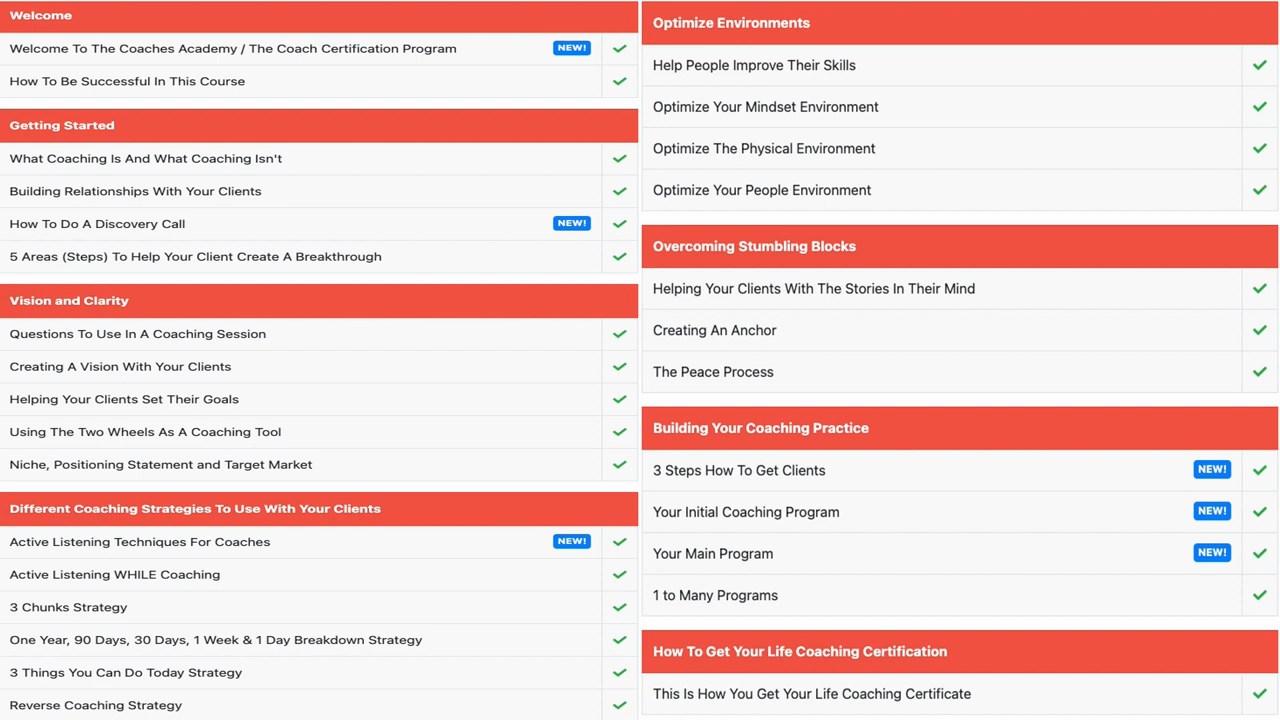 Welcome
Welcome To The Coaches Academy / The Coach Certification Program NEW!
How To Be Successful In This Course
Getting Started
What Coaching Is And What Coaching Isn't
Building Relationships With Your Clients
How To Do A Discovery Call NEW!
5 Areas (Steps) To Help Your Client Create A Breakthrough
Vision and Clarity
Questions To Use In A Coaching Session
Creating A Vision With Your Clients
Helping Your Clients Set Their Goals
Using The Two Wheels As A Coaching Tool
Niche, Positioning Statement and Target Market
Different Coaching Strategies To Use With Your Clients
Active Listening Techniques For Coaches NEW!
Active Listening WHILE Coaching
3 Chunks Strategy
One Year, 90 Days, 30 Days, 1 Week & 1 Day Breakdown Strategy
3 Things You Can Do Today Strategy
Reverse Coaching Strategy
Optimize Environments
Help People Improve Their Skills
Optimize Your Mindset Environment
Optimize The Physical Environment
Optimize Your People Environment
Overcoming Stumbling Blocks
Helping Your Clients With The Stories In Their Mind
Creating An Anchor
The Peace Process
Building Your Coaching Practice
3 Steps How To Get Clients NEW!
Your Initial Coaching Program NEW!
Your Main Program NEW!
1 to Many Programs
How To Get Your Life Coaching Certification
This Is How You Get Your Life Coaching Certificate